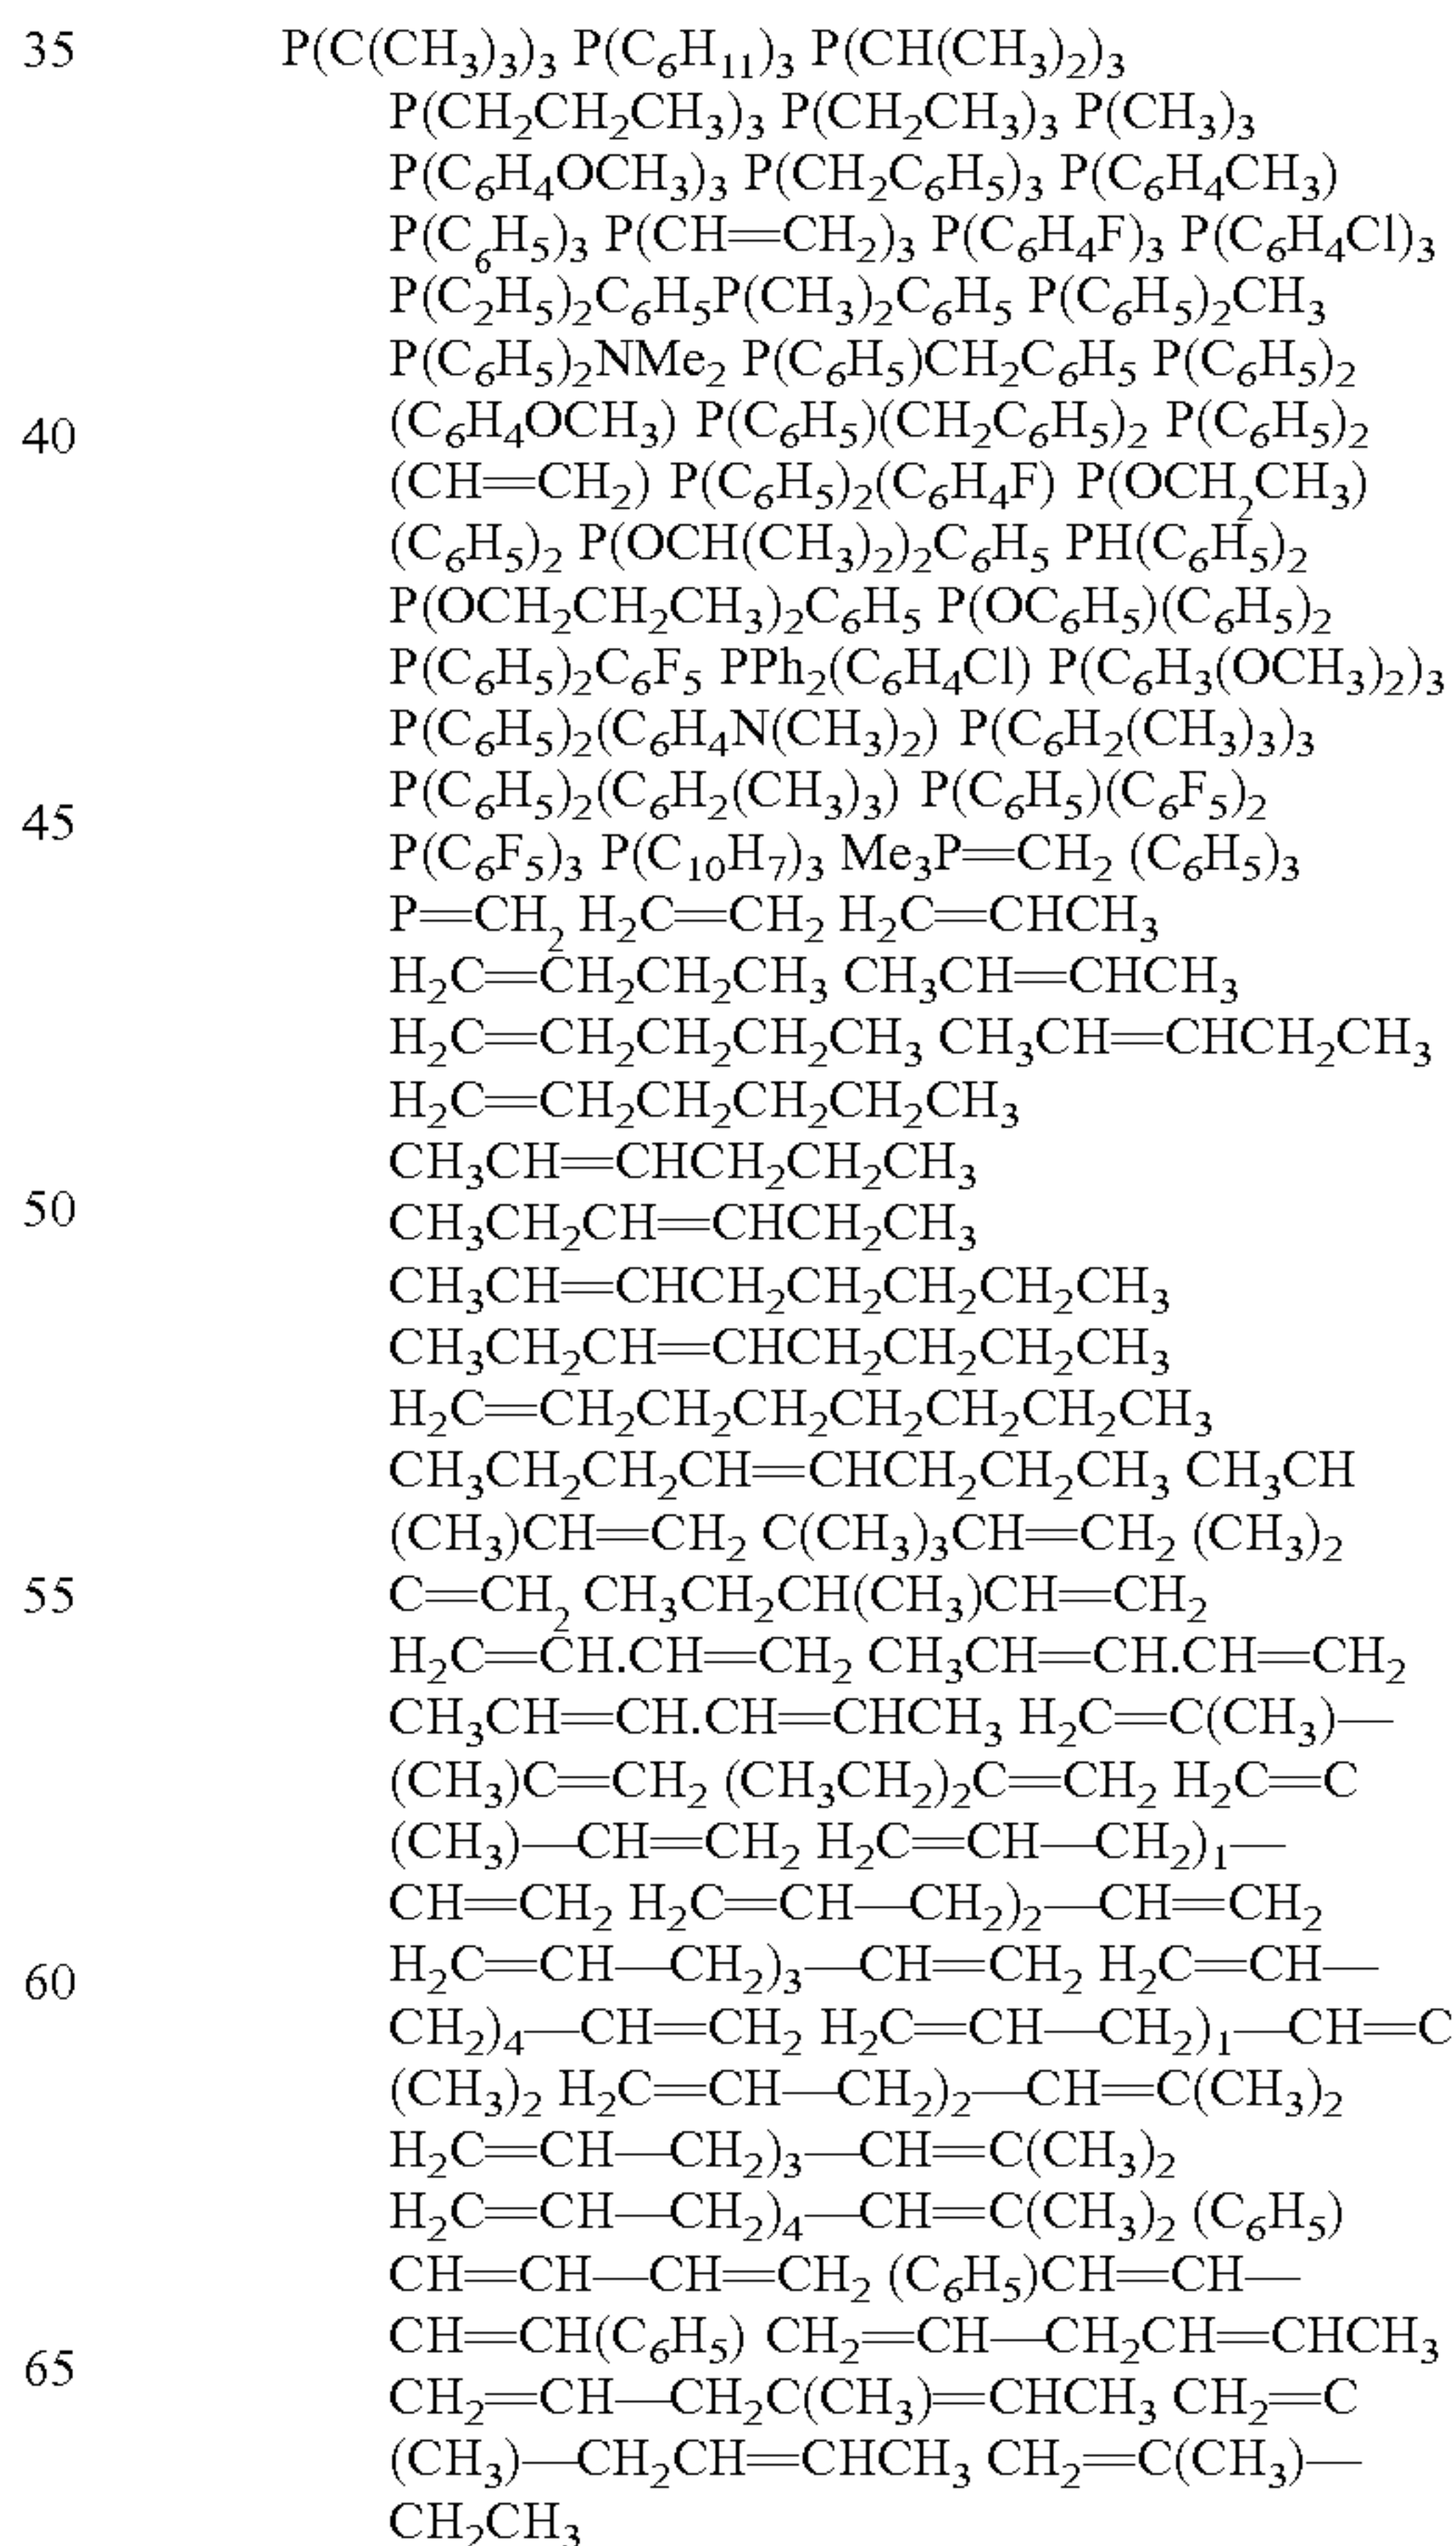 35 P(C(CH₃)₃)₃ P(C₆H₁₁)₃ P(CH(CH₃)₂)₃
P(CH₂CH₂CH₃)₃ P(CH₂CH₃)₃ P(CH₃)₃
P(C₆H₄OCH₃)₃ P(CH₂C₆H₅)₃ P(C₆H₄CH₃)
P(C₆H₅)₃ P(CH=CH₂)₃ P(C₆H₄F)₃ P(C₆H₄Cl)₃
P(C₂H₅)₂C₆H₅P(CH₃)₂C₆H₅ P(C₆H₅)₂CH₃
P(C₆H₅)₂NMe₂ P(C₆H₅)CH₂C₆H₅ P(C₆H₅)₂
40 (C₆H₄OCH₃) P(C₆H₅)(CH₂C₆H₅)₂ P(C₆H₅)₂
(CH=CH₂) P(C₆H₅)₂(C₆H₄F) P(OCH₂CH₃)
(C₆H₅)₂ P(OCH(CH₃)₂)₂C₆H₅ PH(C₆H₅)₂
P(OCH₂CH₂CH₃)₂C₆H₅ P(OC₆H₅)(C₆H₅)₂
P(C₆H₅)₂C₆F₅ PPh₂(C₆H₄Cl) P(C₆H₃(OCH₃)₂)₃
P(C₆H₅)₂(C₆H₄N(CH₃)₂) P(C₆H₂(CH₃)₃)₃
45 P(C₆H₅)₂(C₆H₂(CH₃)₃) P(C₆H₅)(C₆F₅)₂
P(C₆F₅)₃ P(C₁₀H₇)₃ Me₃P=CH₂ (C₆H₅)₃
P=CH₂ H₂C=CH₂ H₂C=CHCH₃
H₂C=CH₂CH₂CH₃ CH₃CH=CHCH₃
H₂C=CH₂CH₂CH₂CH₃ CH₃CH=CHCH₂CH₃
H₂C=CH₂CH₂CH₂CH₂CH₃
CH₃CH=CHCH₂CH₂CH₃
50 CH₃CH₂CH=CHCH₂CH₃
CH₃CH=CHCH₂CH₂CH₂CH₂CH₃
CH₃CH₂CH=CHCH₂CH₂CH₂CH₃
H₂C=CH₂CH₂CH₂CH₂CH₂CH₂CH₃
CH₃CH₂CH₂CH=CHCH₂CH₂CH₃ CH₃CH
(CH₃)CH=CH₂ C(CH₃)₃CH=CH₂ (CH₃)₂
55 C=CH₂ CH₃CH₂CH(CH₃)CH=CH₂
H₂C=CH.CH=CH₂ CH₃CH=CH.CH=CH₂
CH₃CH=CH.CH=CHCH₃ H₂C=C(CH₃)—
(CH₃)C=CH₂ (CH₃CH₂)₂C=CH₂ H₂C=C
(CH₃)—CH=CH₂ H₂C=CH—CH₂)₁—
CH=CH₂ H₂C=CH—CH₂)₂—CH=CH₂
60 H₂C=CH—CH₂)₃—CH=CH₂ H₂C=CH—
CH₂)₄—CH=CH₂ H₂C=CH—CH₂)₁—CH=C
(CH₃)₂ H₂C=CH—CH₂)₂—CH=C(CH₃)₂
H₂C=CH—CH₂)₃—CH=C(CH₃)₂
H₂C=CH—CH₂)₄—CH=C(CH₃)₂ (C₆H₅)
CH=CH—CH=CH₂ (C₆H₅)CH=CH—
65 CH=CH(C₆H₅) CH₂=CH—CH₂CH=CHCH₃
CH₂=CH—CH₂C(CH₃)=CHCH₃ CH₂=C
(CH₃)—CH₂CH=CHCH₃ CH₂=C(CH₃)—
CH₂CH₃